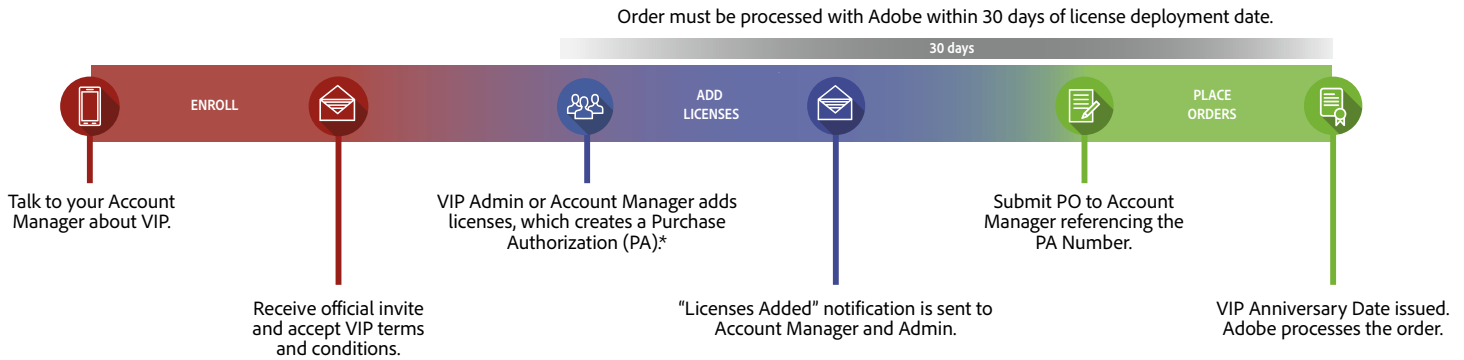 Order must be processed with Adobe within 30 days of license deployment date.
30 days
ENROLL
ADD
LICENSES
PLACE
ORDERS
Talk to your Account
Manager about VIP.
VIP Admin or Account Manager adds
licenses, which creates a Purchase
Authorization (PA).*
Submit PO to Account
Manager referencing the
PA Number.
Receive official invite
and accept VIP terms
and conditions.
“Licenses Added” notification is sent to
Account Manager and Admin.
VIP Anniversary Date issued.
Adobe processes the order.